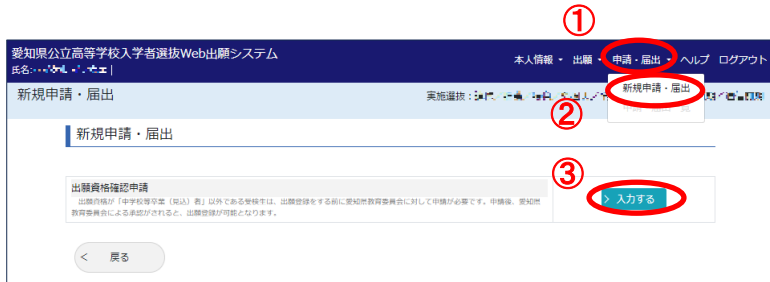 ①
愛知県公立高等学校入学者選抜Web出願システム
氏名:
本人情報 ・ 出願 ・ 申請・届出 ・ ヘルプ ログアウト
新規申請・届出
実施選抜:
新規申請・届出
②
新規申請・届出
③
出願資格確認申請
出願資格が「中学校等卒業（見込）者」以外である受検生は、出願登録をする前に愛知県教育委員会に対して申請が必要です。申請後、愛知県
教育委員会による承認がされると、出願登録が可能となります。
> 入力する
< 戻る